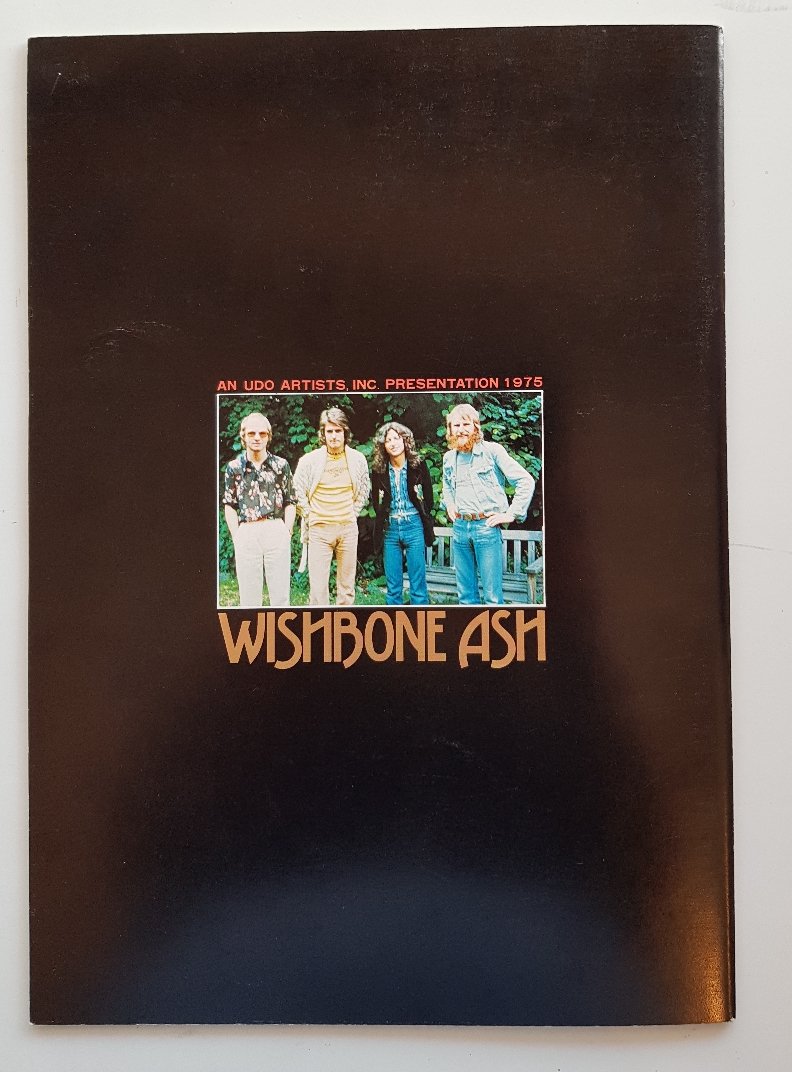 AN UDO ARTISTS, INC. PRESENTATION 1975
WISHBONE ASH